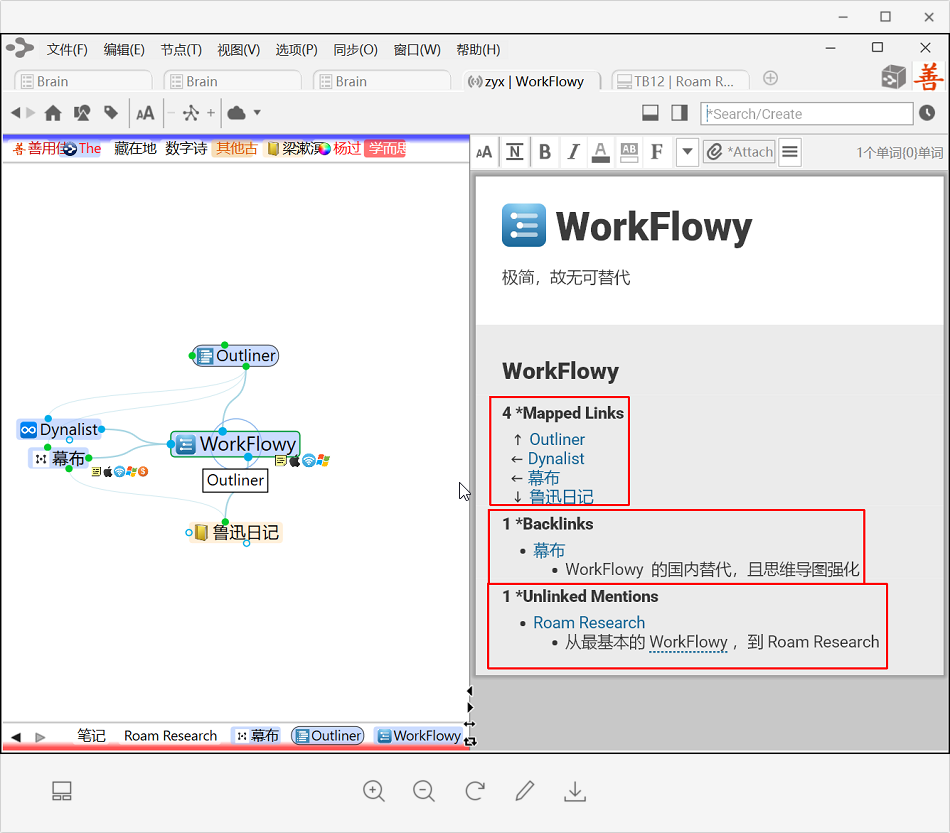 文件(F) 编辑(E) 节点(T) 视图(V) 选项(P) 同步(O) 窗口(W) 帮助(H)
Brain Brain Brain zyx | WorkFlowy TB12 | Roam R... 善
AA *Search/Create
善用佳 The 藏在地 数字诗 其他古 梁漱溟 杨过 学而思
AA N B I A AB F *Attach 1个单词{0}单词
WorkFlowy
极简，故无可替代
Outliner
Dynalist
幕布
WorkFlowy
Outliner
鲁迅日记
WorkFlowy
4 *Mapped Links
↑ Outliner
← Dynalist
← 幕布
↓ 鲁迅日记
1 *Backlinks
• 幕布
• WorkFlowy 的国内替代，且思维导图强化
1 *Unlinked Mentions
• Roam Research
• 从最基本的 WorkFlowy ，到 Roam Research
笔记 Roam Research 幕布 Outliner WorkFlowy